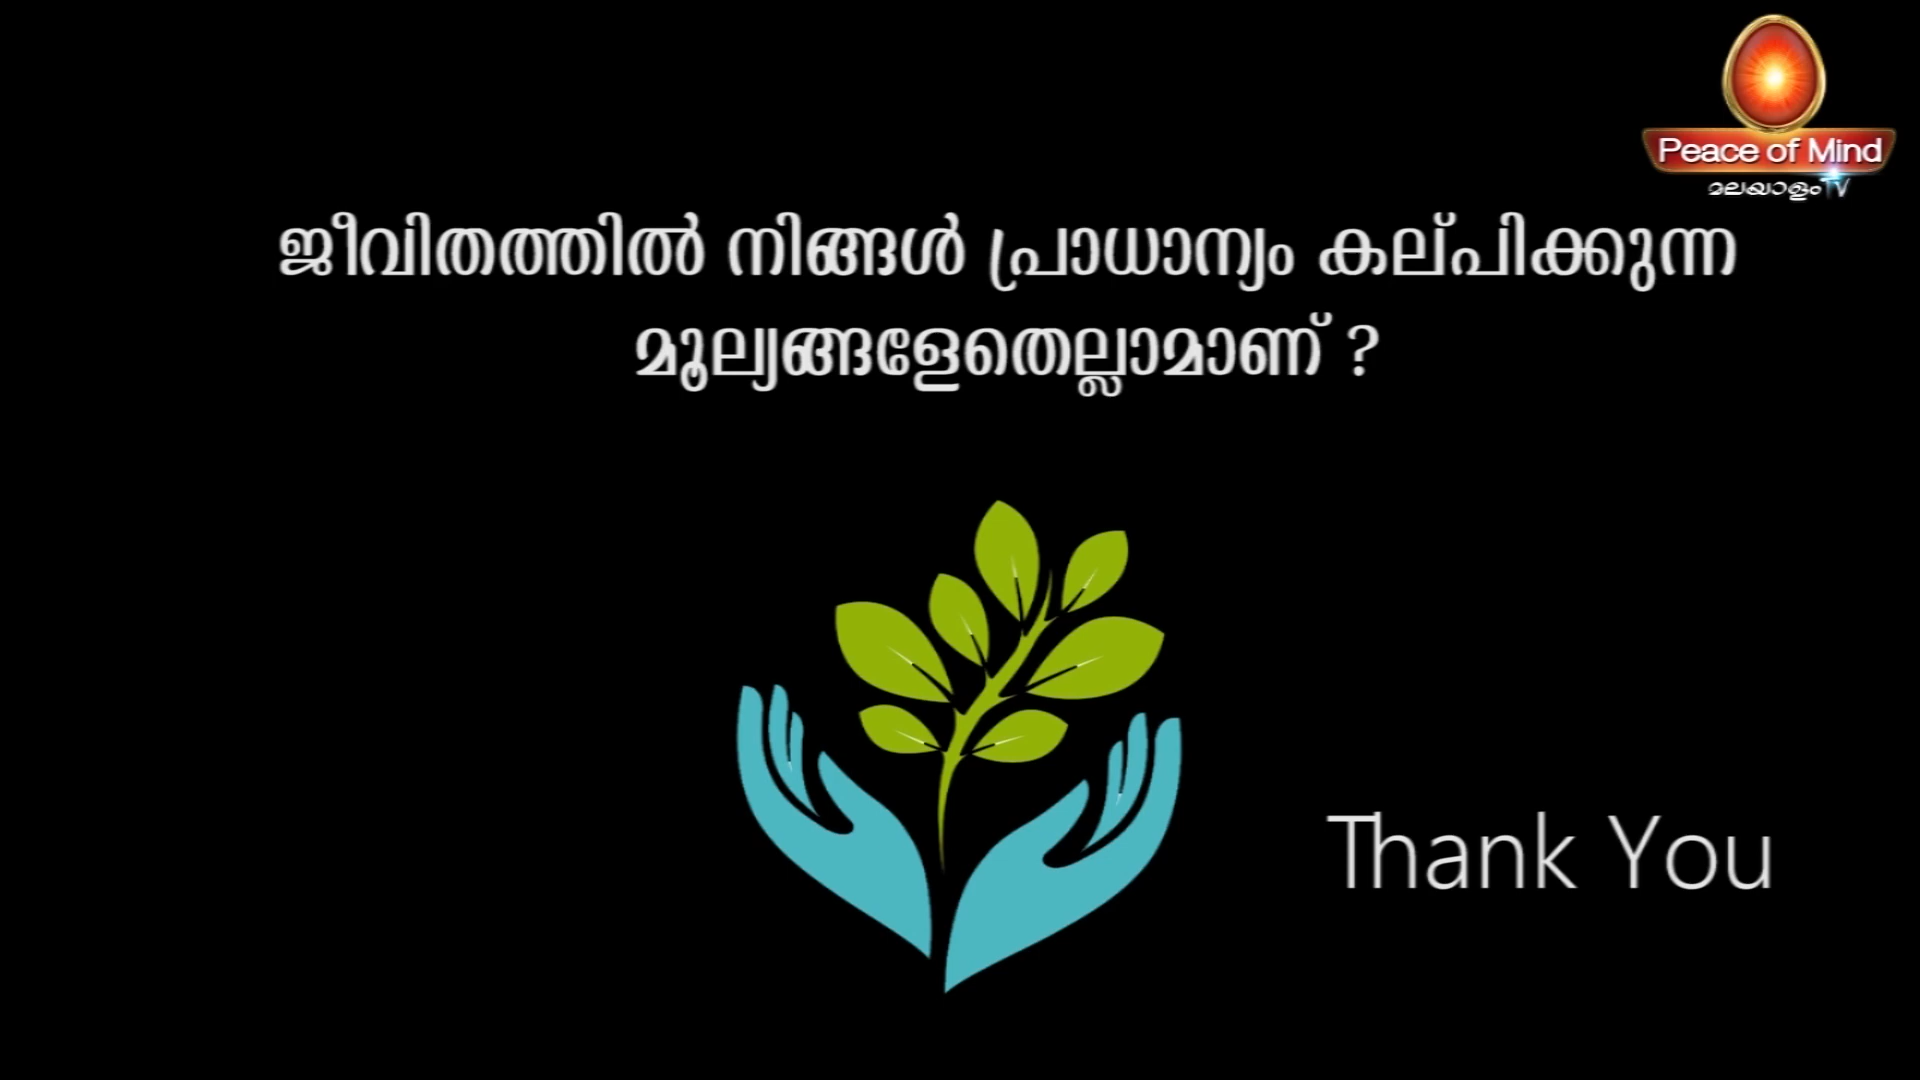 Peace of Mind
മലയാളം TV
ജീവിതത്തിൽ നിങ്ങൾ പ്രാധാന്യം കല്പിക്കുന്ന
മൂല്യങ്ങളേതെല്ലാമാണ് ?
Thank You